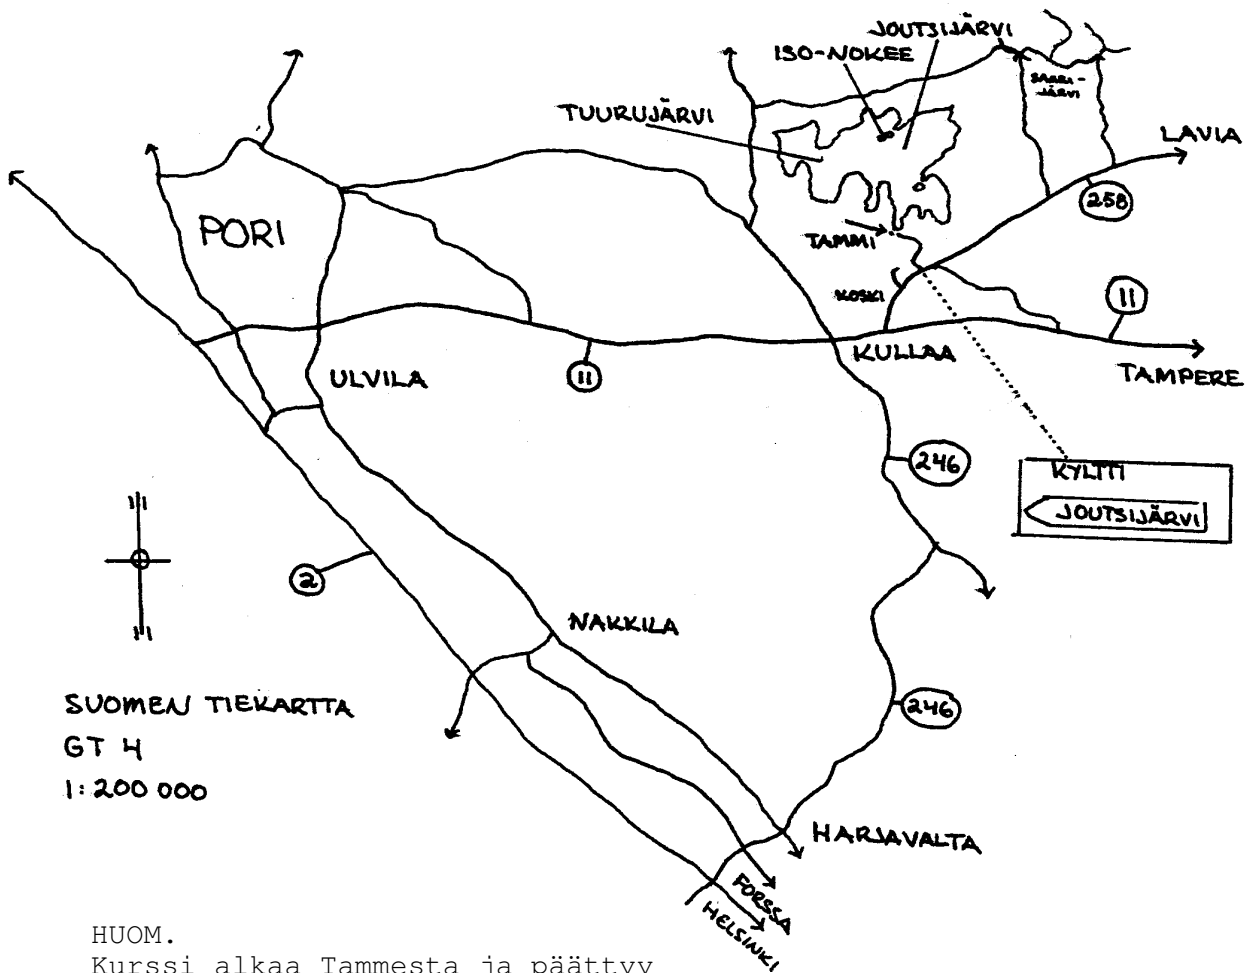 JOUTSIJÄRVI
ISO-NOKEE
SAARI-
JÄRVI
TUURUJÄRVI
LAVIA
258
PORI
TAMMI
KOSKI
11
KULLAA
TAMPERE
ULVILA
11
246
KYLTTI
JOUTSIJÄRVI
2
NAKKILA
246
SUOMEN TIEKARTTA
GT 4
1:200 000
HARJAVALTA
FORSSA
HELSINKI
HUOM.
Kurssi alkaa Tammesta ja päättyy